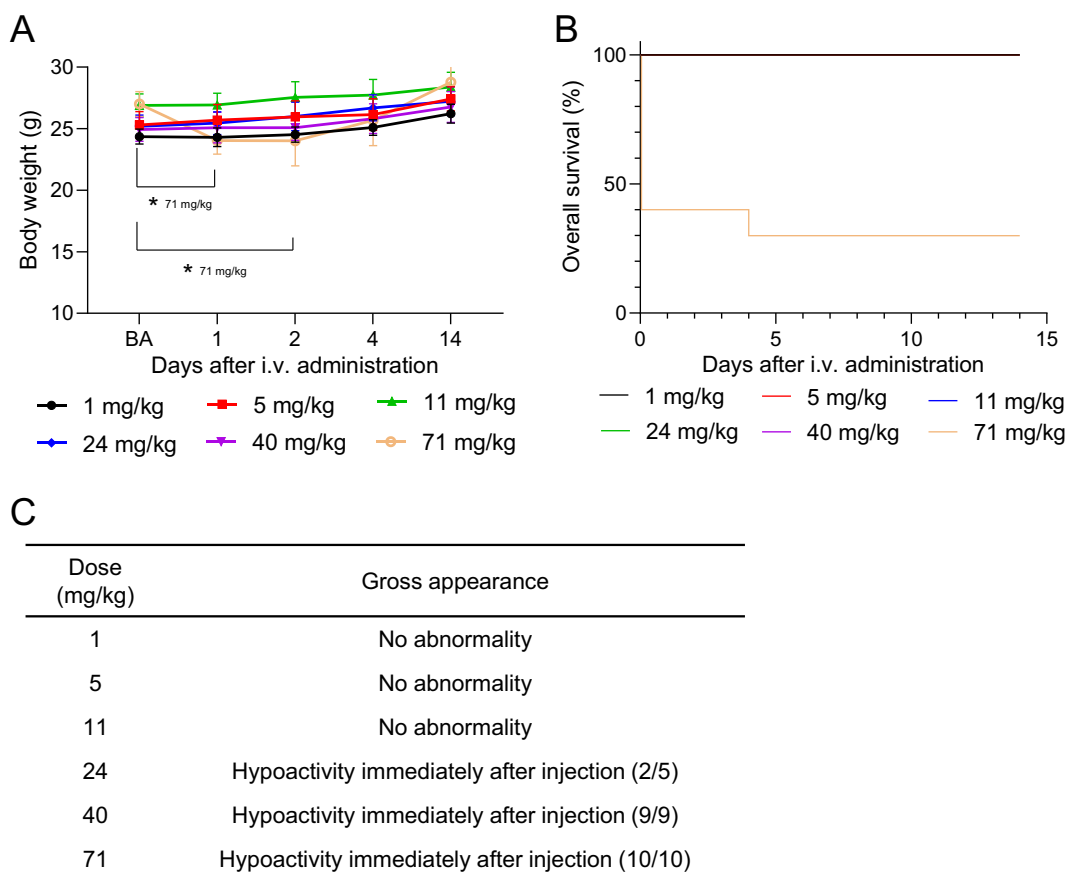 A
Body weight (g)
30
25
20
15
10
* 71 mg/kg
* 71 mg/kg
BA 1 2 4 14
Days after i.v. administration
1 mg/kg 5 mg/kg 11 mg/kg
24 mg/kg 40 mg/kg 71 mg/kg
B
Overall survival (%)
100
50
0
0 5 10 15
Days after i.v. administration
1 mg/kg 5 mg/kg 11 mg/kg
24 mg/kg 40 mg/kg 71 mg/kg
C
Dose
(mg/kg) Gross appearance
1 No abnormality
5 No abnormality
11 No abnormality
24 Hypoactivity immediately after injection (2/5)
40 Hypoactivity immediately after injection (9/9)
71 Hypoactivity immediately after injection (10/10)